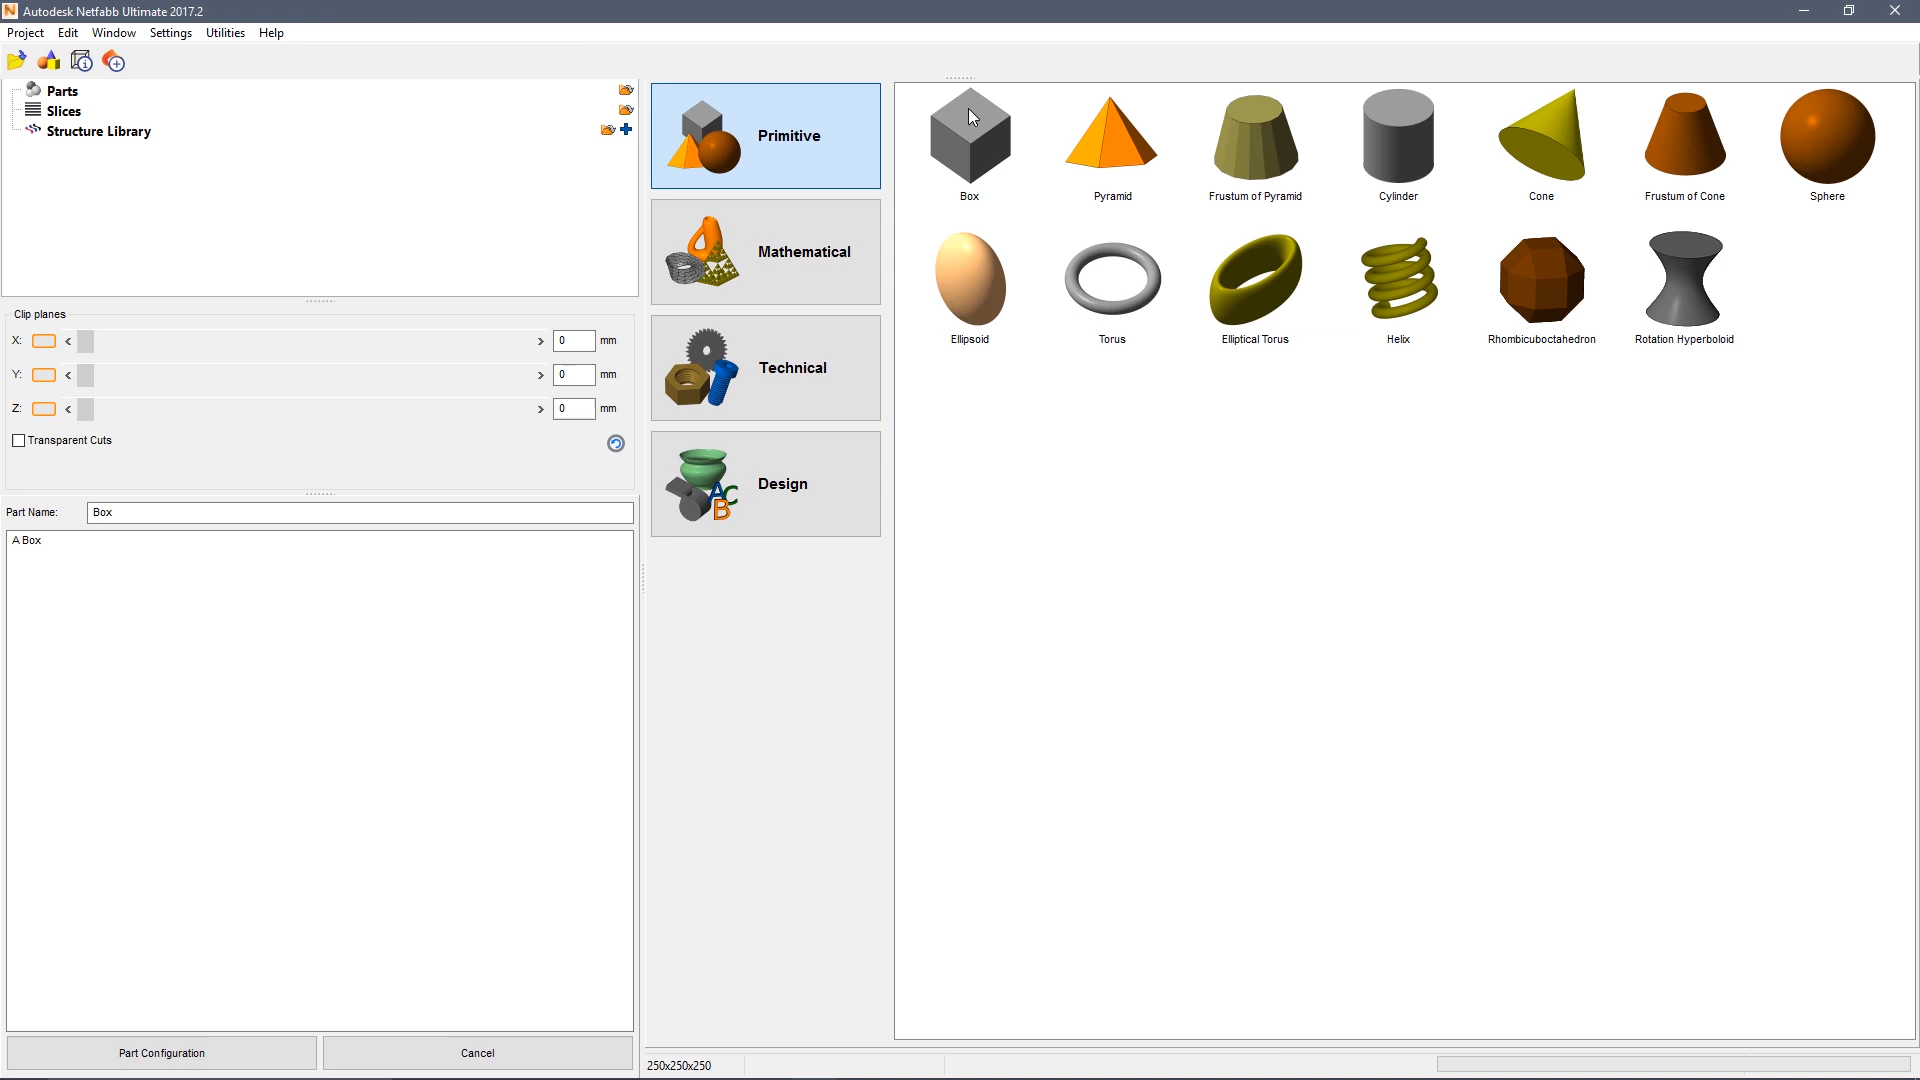 Autodesk Netfabb Ultimate 2017.2
Project Edit Window Settings Utilities Help
Parts
Slices
Structure Library
Clip planes
X: < > 0 mm
Y: < > 0 mm
Z: < > 0 mm
Transparent Cuts
Part Name: Box
A Box
Part Configuration Cancel
Primitive
Mathematical
Technical
Design
Box Pyramid Frustum of Pyramid Cylinder Cone Frustum of Cone Sphere
Ellipsoid Torus Elliptical Torus Helix Rhombicuboctahedron Rotation Hyperboloid
250x250x250